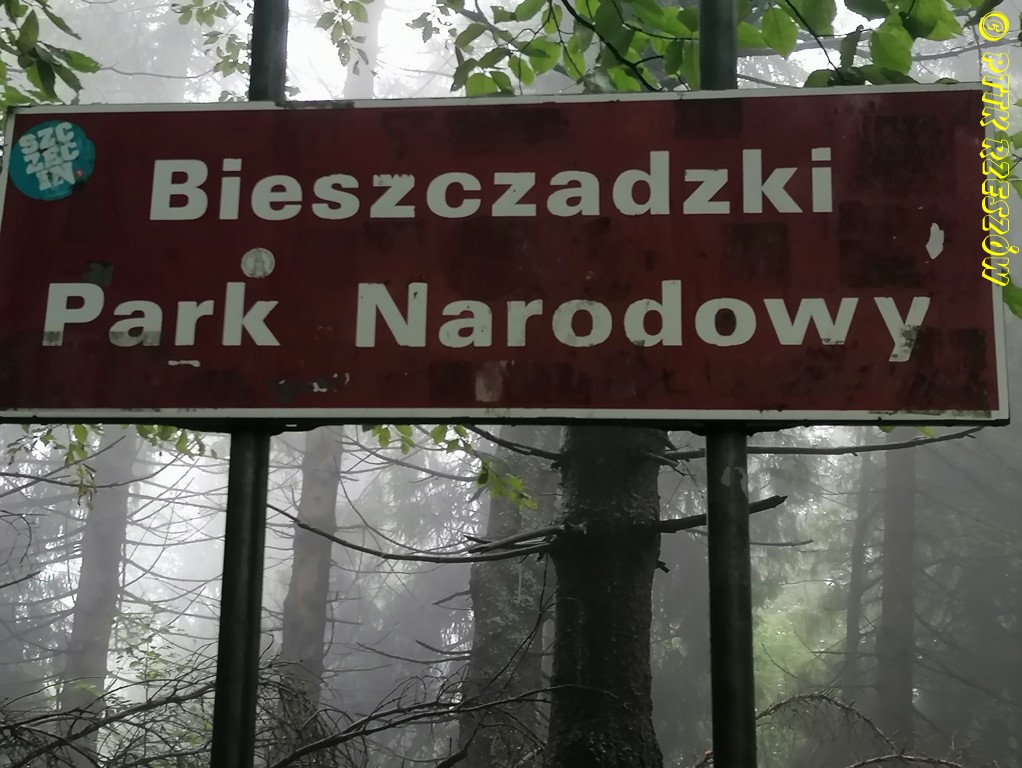 SZC
ZEC
IN
Bieszczadzki
Park Narodowy
© PTTK RZESZÓW